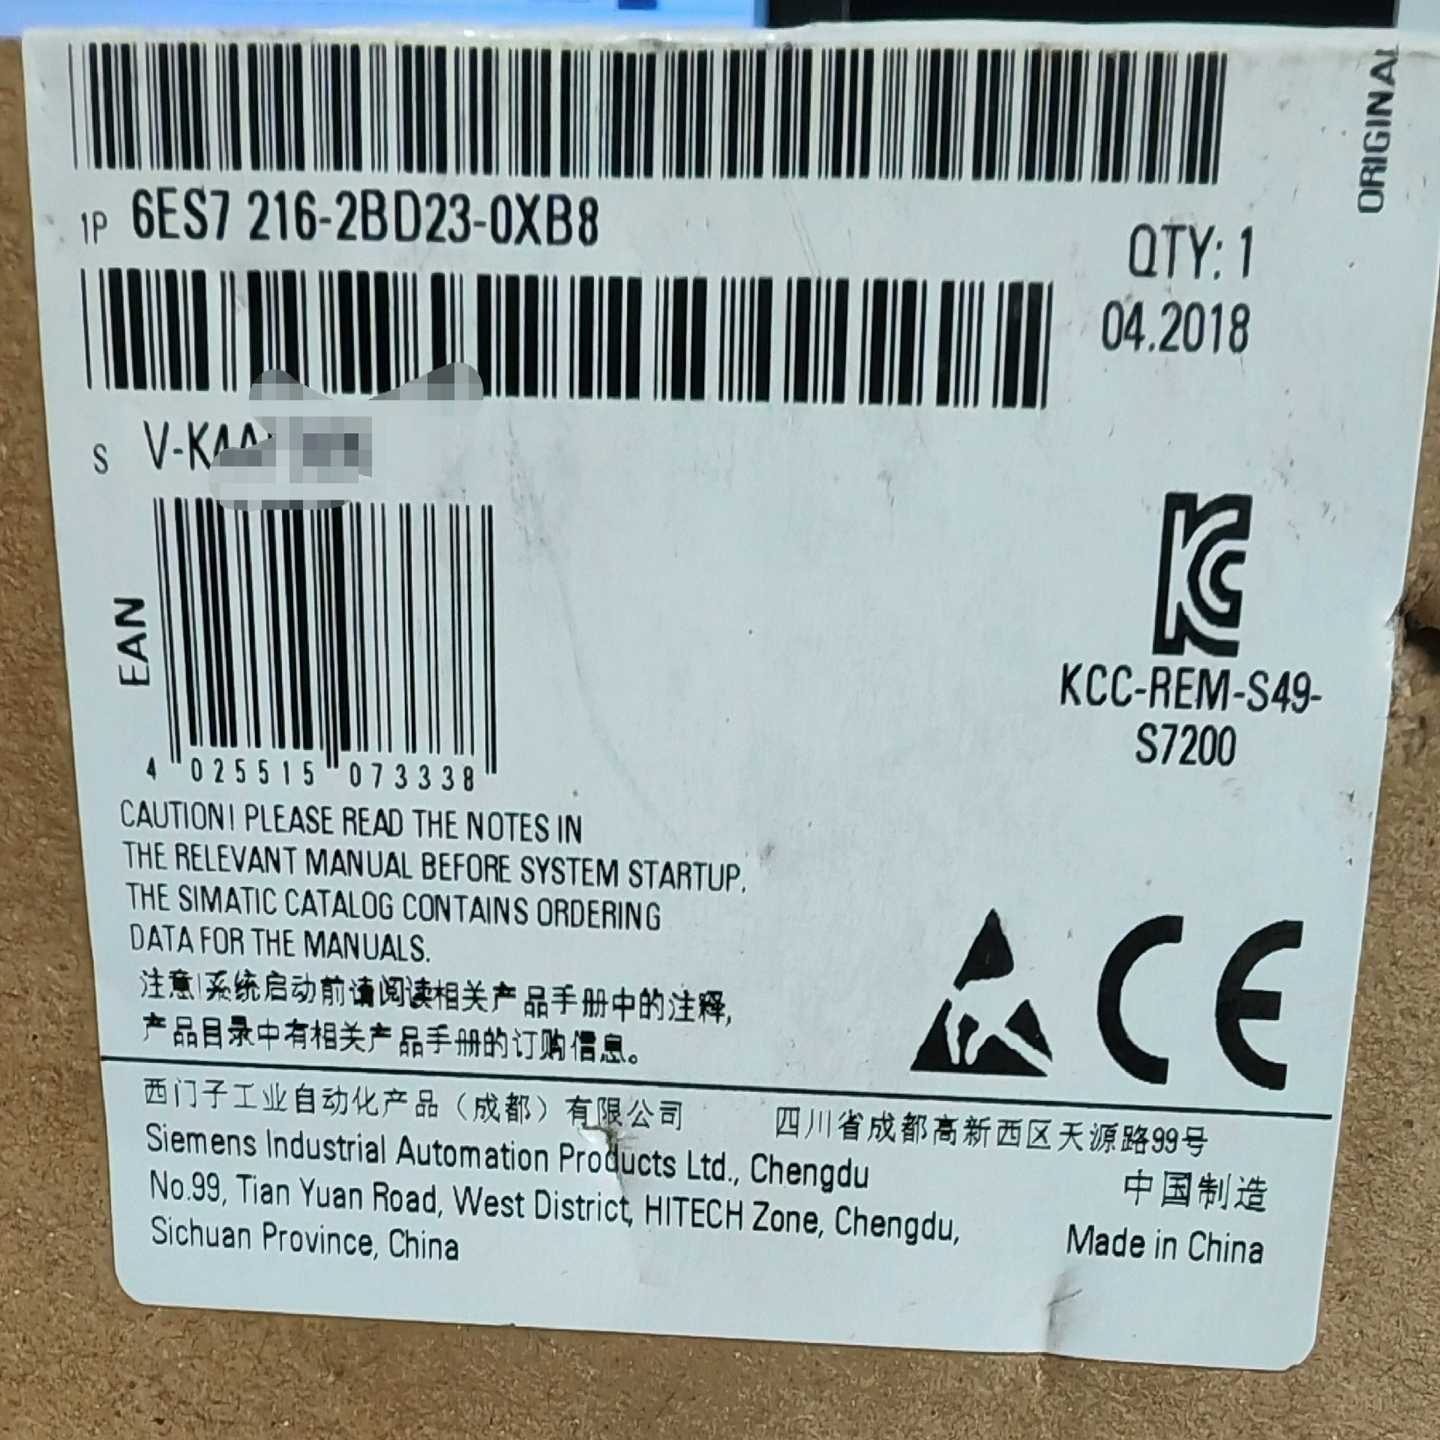 ORIGINAL
1P 6ES7 216-2BD23-0XB8
QTY: 1
04.2018
S V-KAA
EAN
4 025515 073338
KCC-REM-S49-
S7200
CAUTION! PLEASE READ THE NOTES IN
THE RELEVANT MANUAL BEFORE SYSTEM STARTUP.
THE SIMATIC CATALOG CONTAINS ORDERING
DATA FOR THE MANUALS.
注意!系统启动前请阅读相关产品手册中的注释,
产品目录中有相关产品手册的订购信息。
CE
西门子工业自动化产品（成都）有限公司
四川省成都高新西区天源路99号
Siemens Industrial Automation Products Ltd., Chengdu
No.99, Tian Yuan Road, West District, HITECH Zone, Chengdu,
Sichuan Province, China
中国制造
Made in China